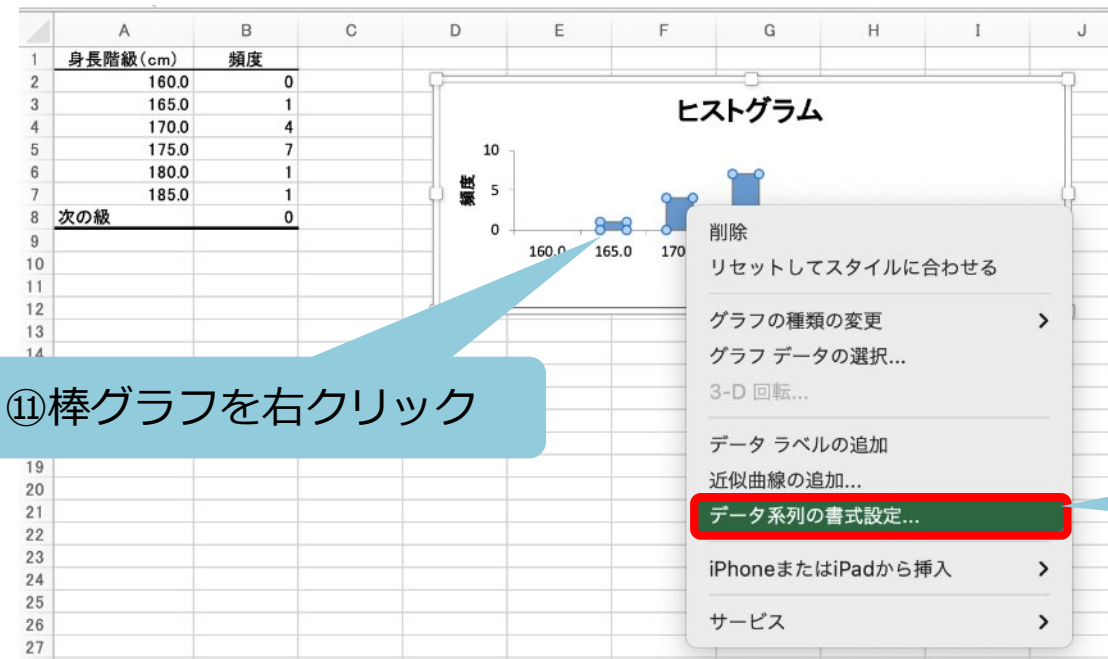 A B C D E F G H I J
1 身長階級(cm) 頻度
2 160.0 0
3 165.0 1
4 170.0 4
5 175.0 7
6 180.0 1
7 185.0 1
8 次の級 0
9
10
11
12
13
14
19
20
21
22
23
24
25
26
27
ヒストグラム
頻度
10
5
0
160.0 165.0 170
⑪棒グラフを右クリック
削除
リセットしてスタイルに合わせる
グラフの種類の変更
グラフ データの選択...
3-D 回転...
データ ラベルの追加
近似曲線の追加...
データ系列の書式設定...
iPhoneまたはiPadから挿入
サービス